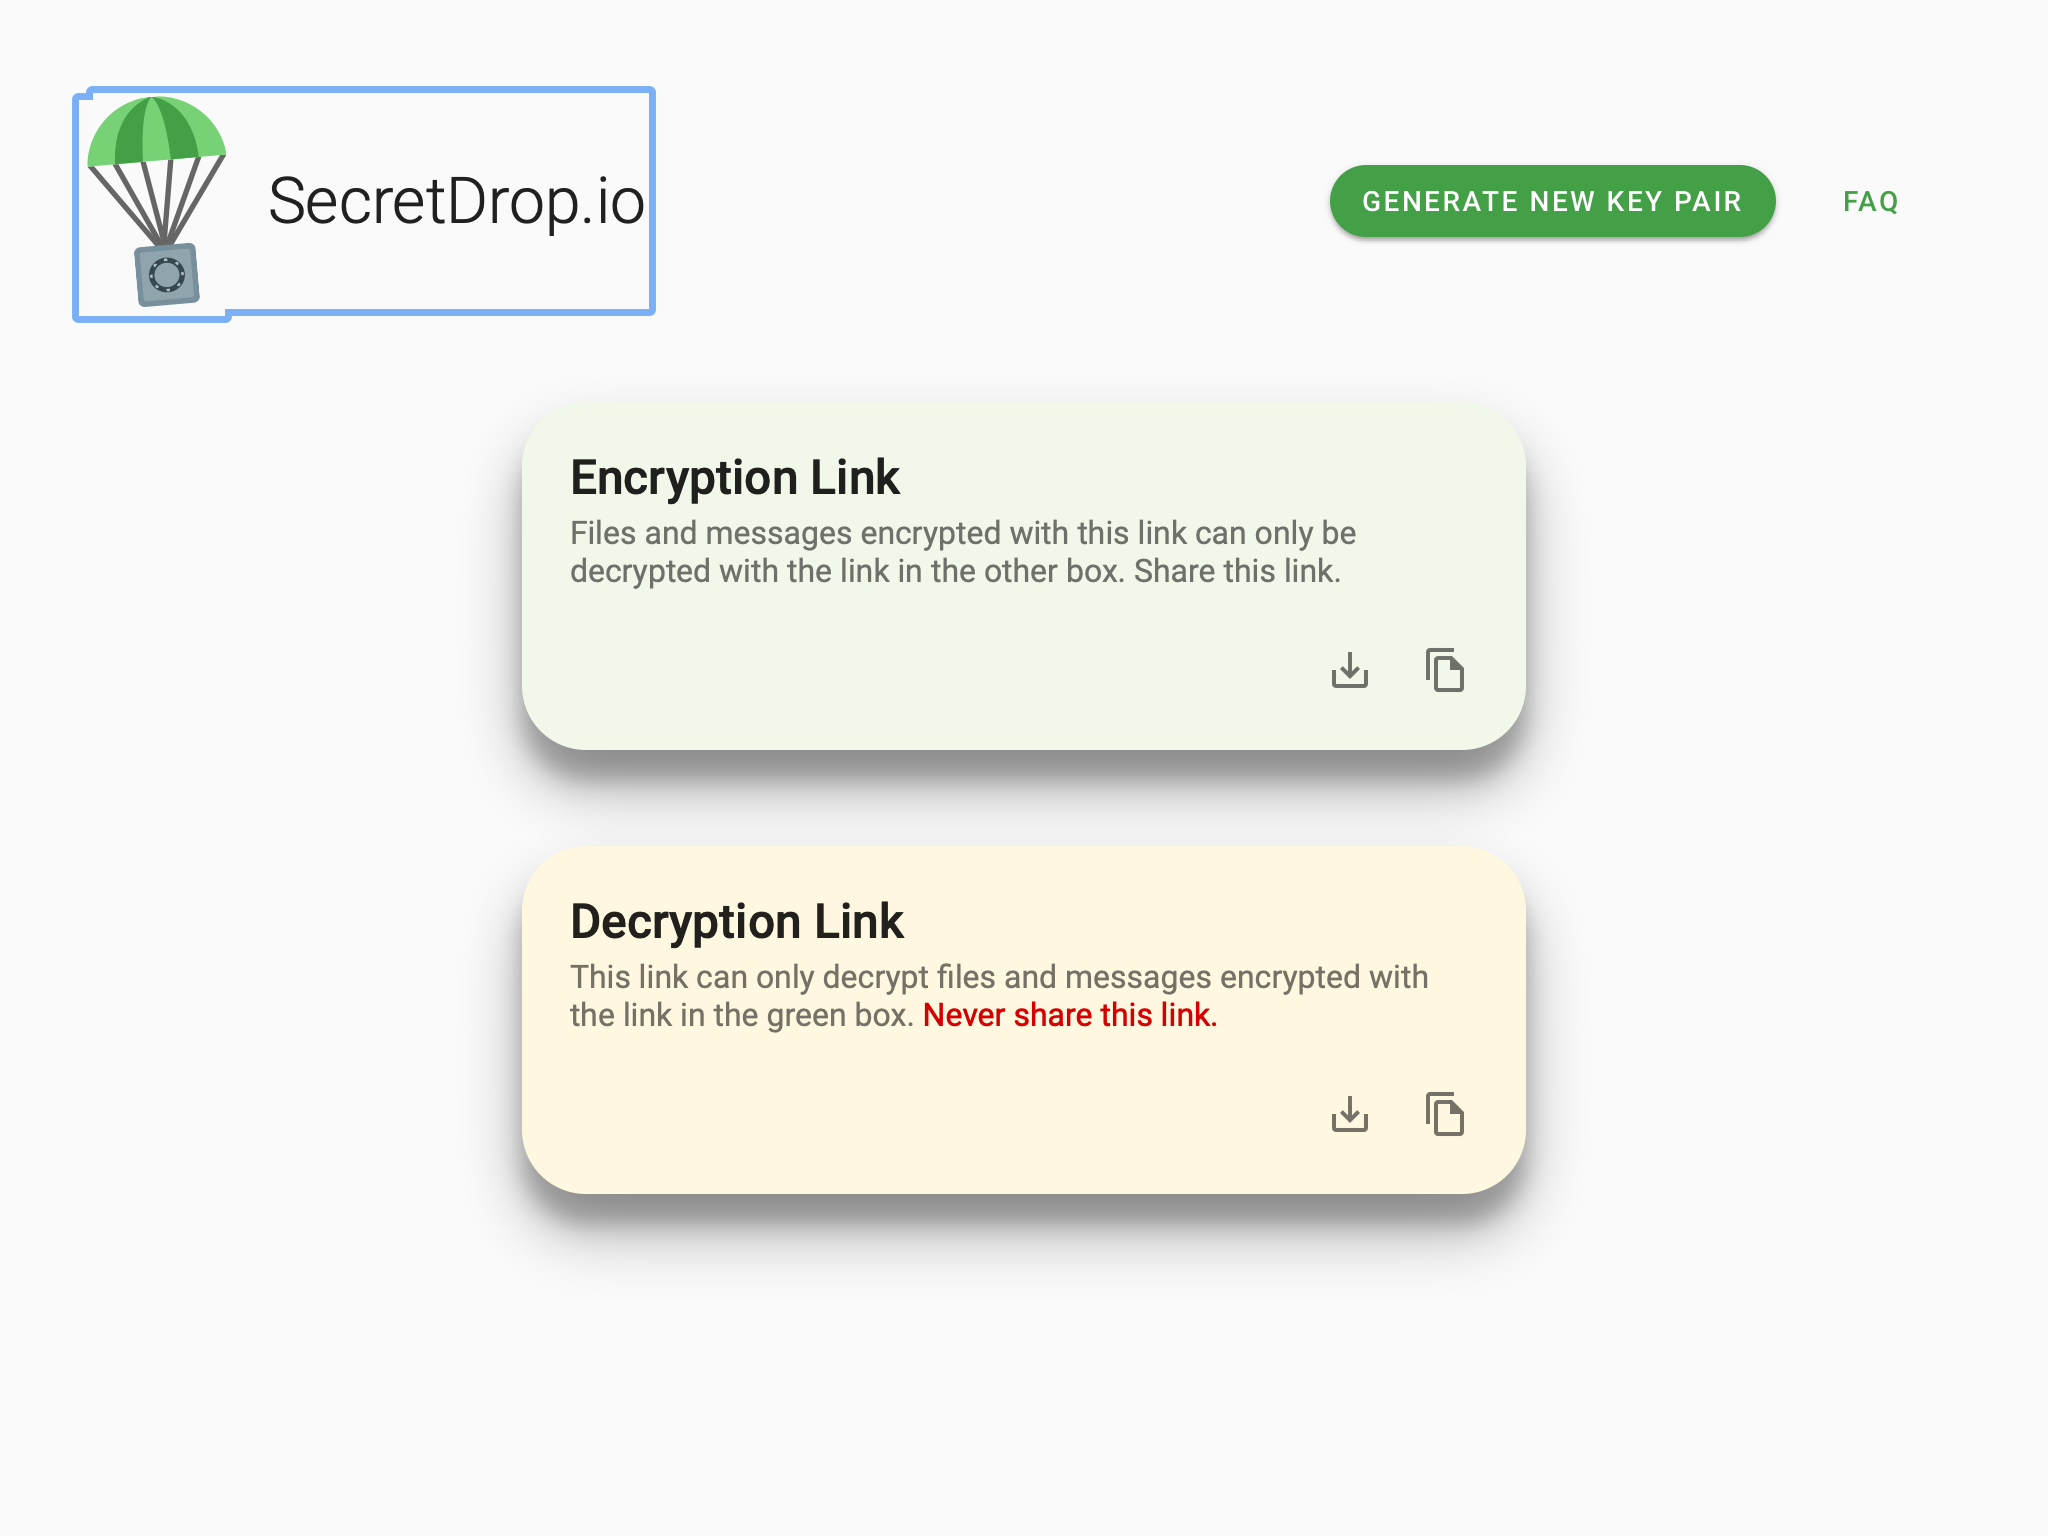 SecretDrop.io
GENERATE NEW KEY PAIR
FAQ
Encryption Link
Files and messages encrypted with this link can only be
decrypted with the link in the other box. Share this link.
Decryption Link
This link can only decrypt files and messages encrypted with
the link in the green box. Never share this link.